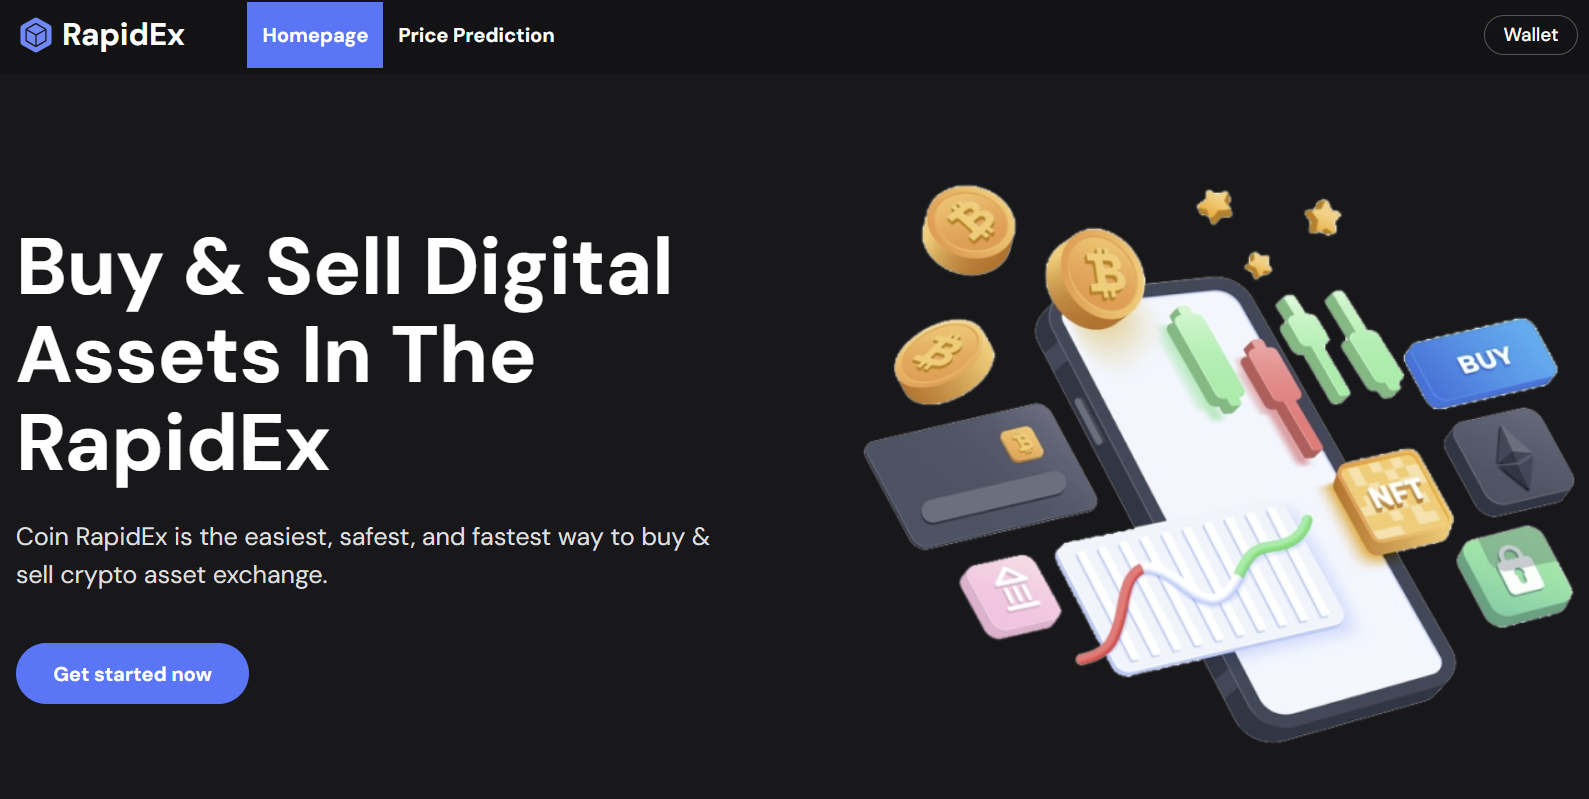 RapidEx
Homepage
Price Prediction
Wallet
Buy & Sell Digital
Assets In The
RapidEx
Coin RapidEx is the easiest, safest, and fastest way to buy &
sell crypto asset exchange.
Get started now
BUY
NFT